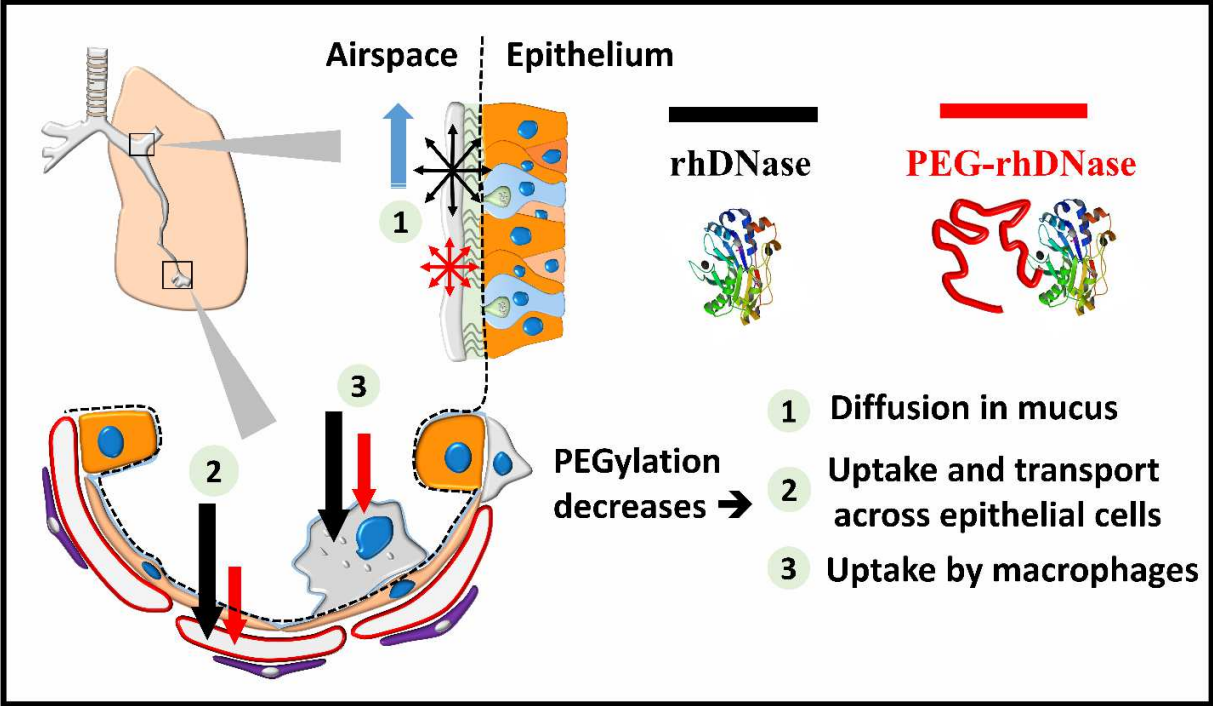 Airspace
Epithelium
rhDNase
PEG-rhDNase
1
3
2
PEGylation
decreases ➔
1 Diffusion in mucus
2 Uptake and transport
across epithelial cells
3 Uptake by macrophages